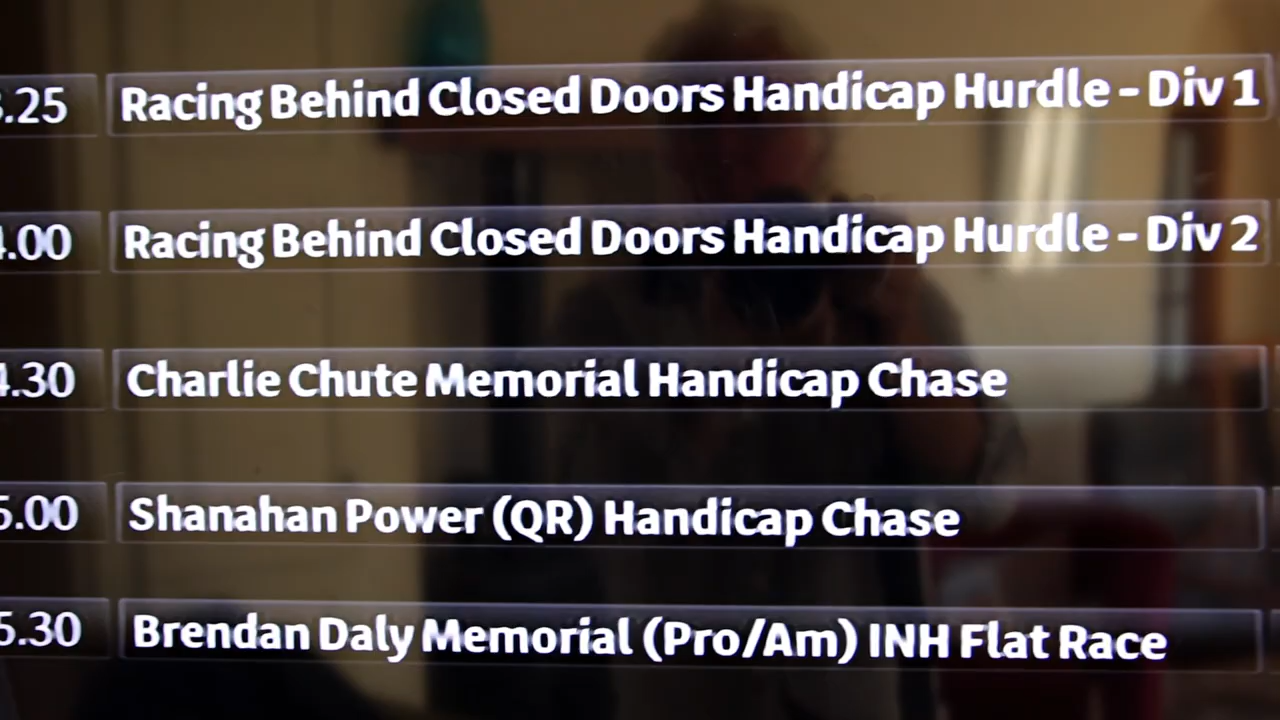 .25 Racing Behind Closed Doors Handicap Hurdle - Div 1
.00 Racing Behind Closed Doors Handicap Hurdle - Div 2
.30 Charlie Chute Memorial Handicap Chase
5.00 Shanahan Power (QR) Handicap Chase
5.30 Brendan Daly Memorial (Pro/Am) INH Flat Race